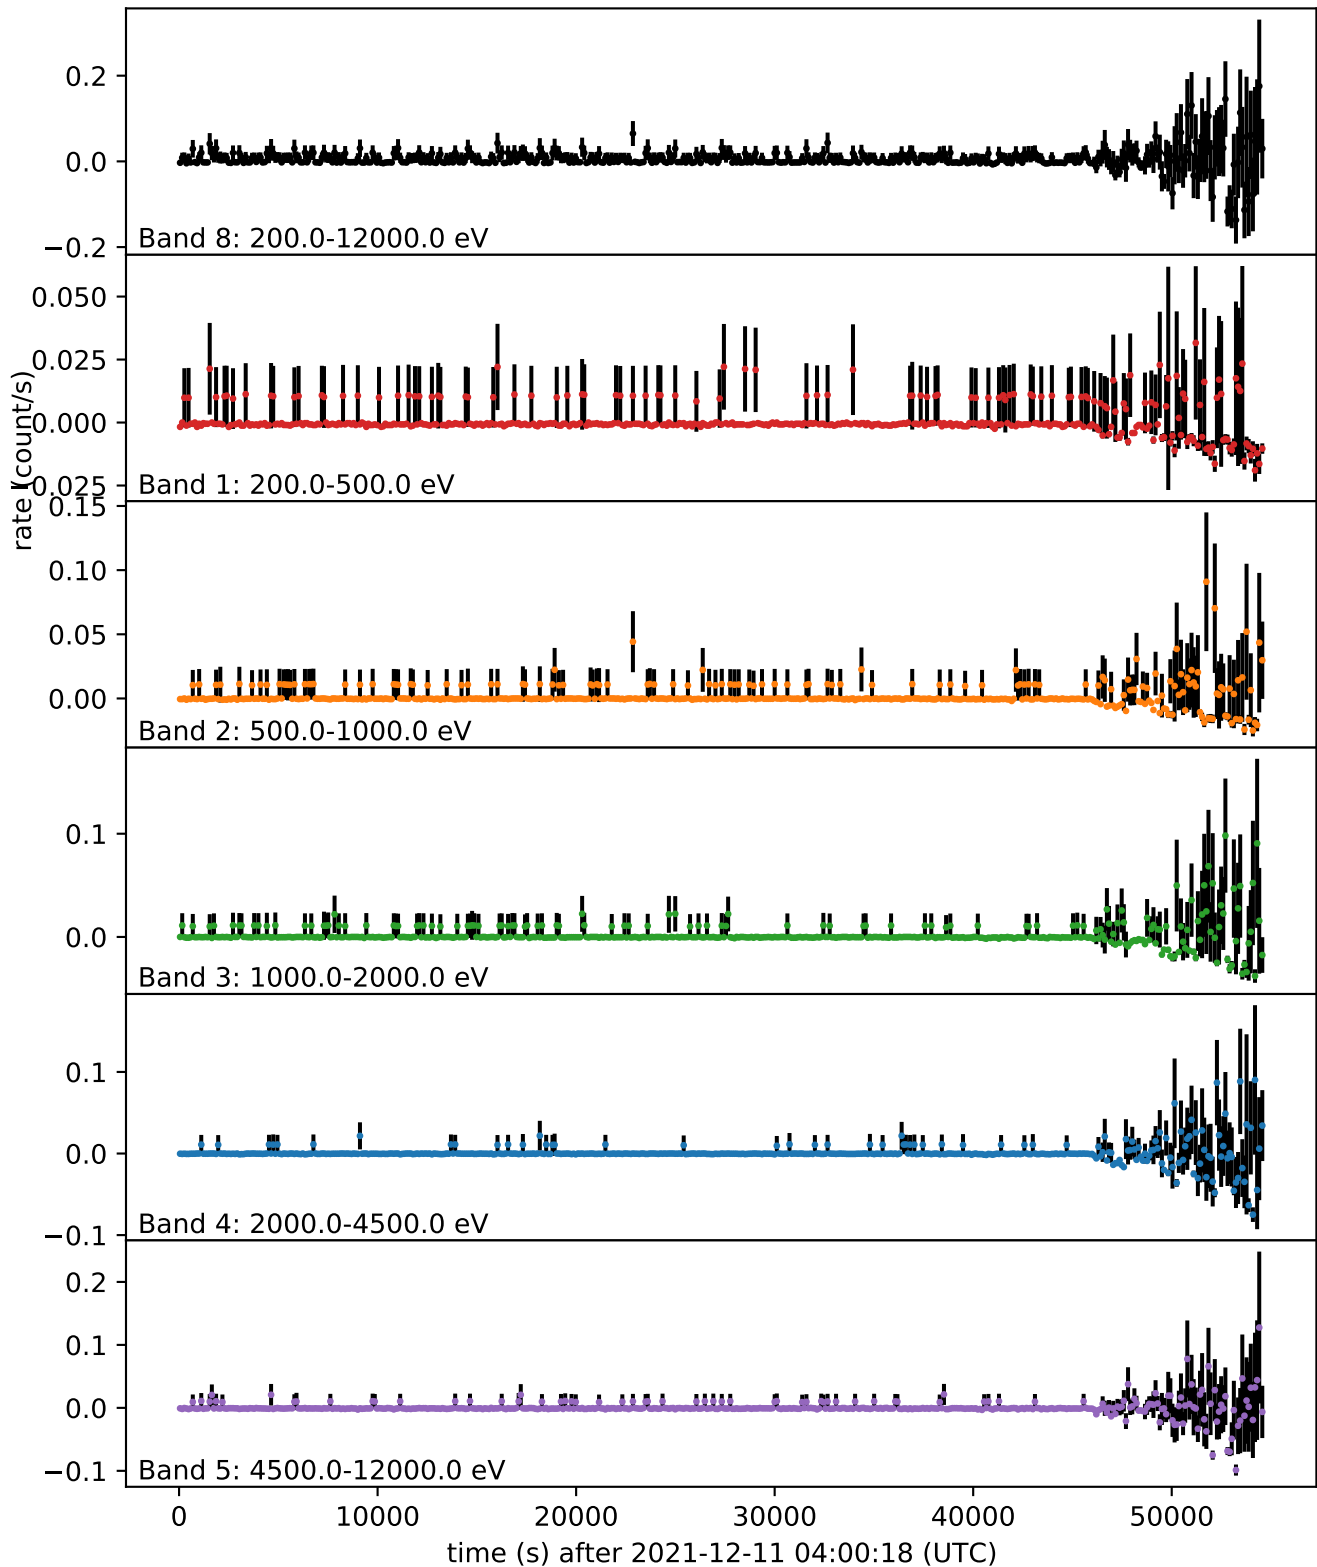 0.2
0.0
−0.2
Band 8: 200.0-12000.0 eV
0.050
0.025
0.000
0.025
Band 1: 200.0-500.0 eV
rate (count/s)
0.15
0.10
0.05
0.00
Band 2: 500.0-1000.0 eV
0.1
0.0
Band 3: 1000.0-2000.0 eV
0.1
0.0
−0.1
Band 4: 2000.0-4500.0 eV
0.2
0.1
0.0
−0.1
Band 5: 4500.0-12000.0 eV
0 10000 20000 30000 40000 50000
time (s) after 2021-12-11 04:00:18 (UTC)